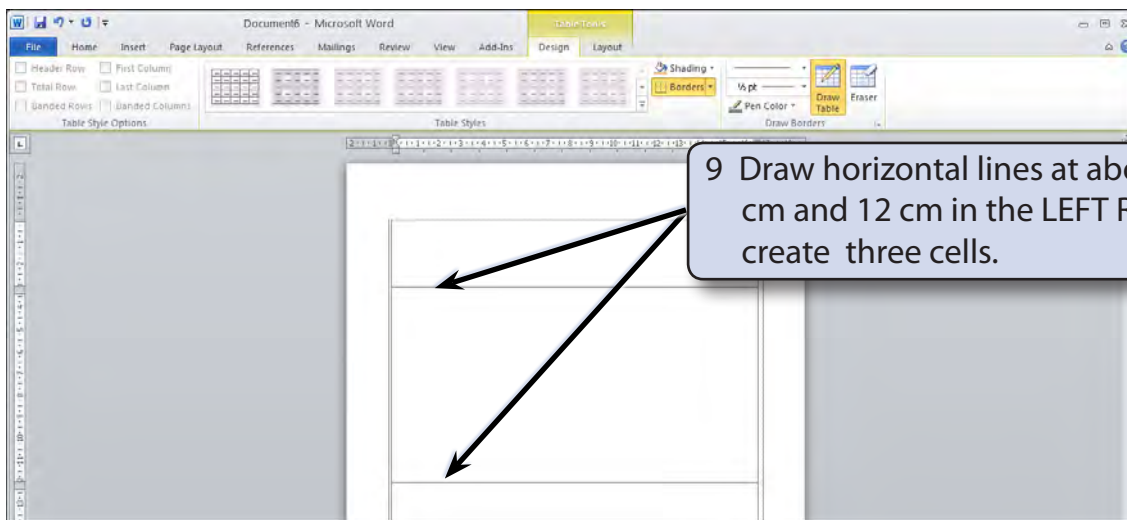 Document6 - Microsoft Word
Table Tools
File Home Insert Page Layout References Mailings Review View Add-Ins Design Layout
Header Row First Column
Total Row Last Column
Banded Rows Banded Columns
Table Style Options
Table Styles
Shading
Borders
½ pt
Pen Color
Draw Table
Eraser
Draw Borders
9 Draw horizontal lines at abo
cm and 12 cm in the LEFT R
create three cells.